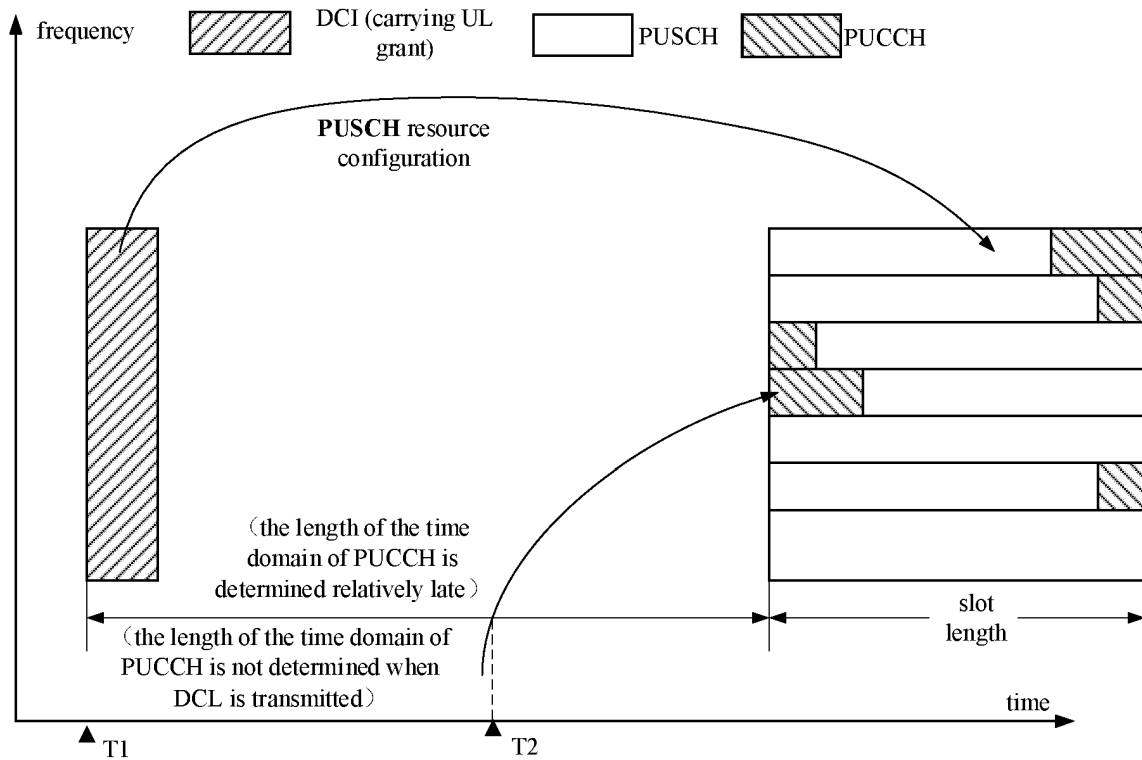 frequency
DCI (carrying UL
grant)
PUSCH
PUCCH
PUSCH resource
configuration
（the length of the time
domain of PUCCH is
determined relatively late）
（the length of the time domain of
PUCCH is not determined when
DCL is transmitted）
slot
length
time
T1
T2